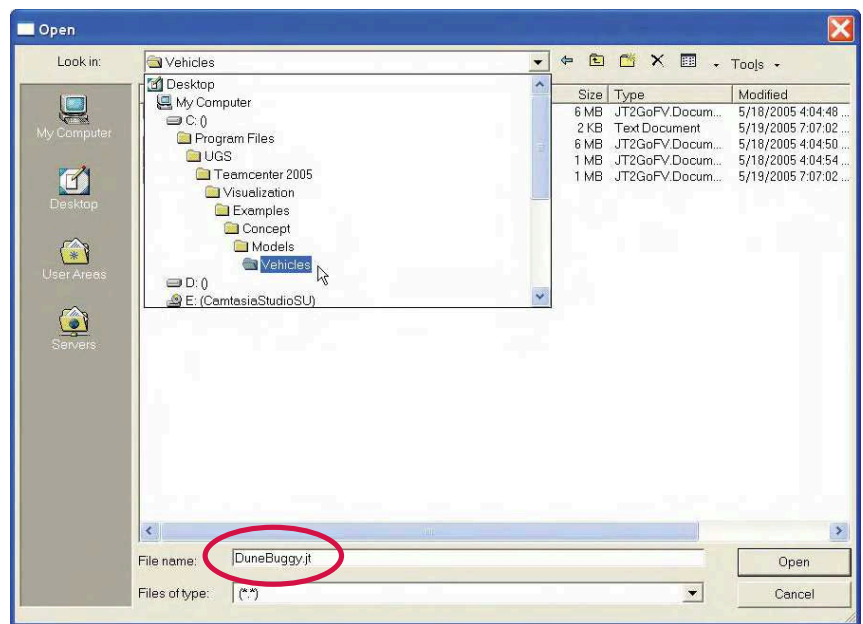 Open
Look in: Vehicles Tools
Desktop
My Computer
C: ()
Program Files
UGS
Teamcenter 2005
Visualization
Examples
Concept
Models
Vehicles
D: ()
E: (CamtasiaStudioSU)
Size Type Modified
6 MB JT2GoFV.Docum... 5/18/2005 4:04:48 ...
2 KB Text Document 5/19/2005 7:07:02 ...
6 MB JT2GoFV.Docum... 5/18/2005 4:04:50 ...
1 MB JT2GoFV.Docum... 5/18/2005 4:04:54 ...
1 MB JT2GoFV.Docum... 5/19/2005 7:07:02 ...
My Computer
Desktop
User Areas
Servers
File name: DuneBuggy.jt Open
Files of type: (*.*) Cancel